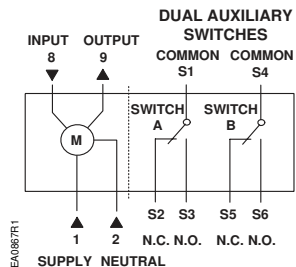 DUAL AUXILIARY
SWITCHES
INPUT OUTPUT COMMON COMMON
8 9 S1 S4
SWITCH SWITCH
A B
M
S2 S3 S5 S6
1 2 N.C. N.O. N.C. N.O.
SUPPLY NEUTRAL
EA0867R1